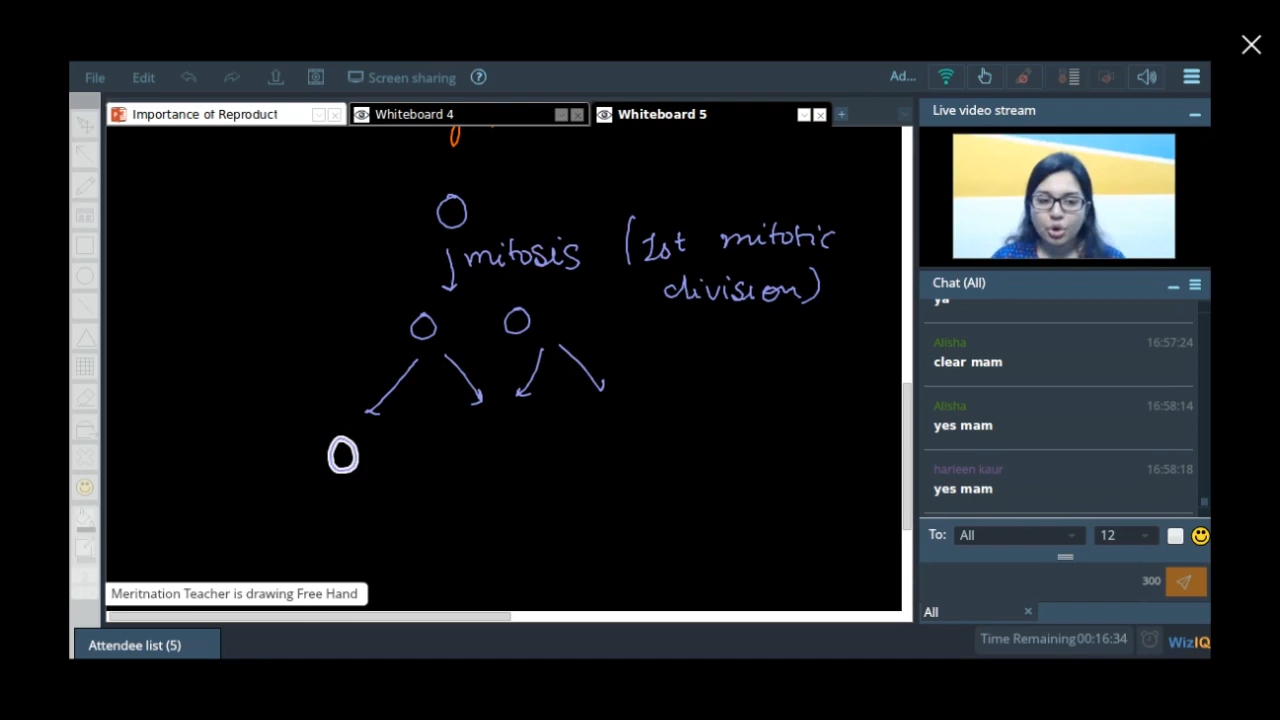 File Edit Screen sharing ? Ad...
Importance of Reproduct Whiteboard 4 Whiteboard 5 +
Live video stream
mitosis (1st mitotic
division)
Chat (All)
ya
Alisha 16:57:24
clear mam
Alisha 16:58:14
yes mam
harleen kaur 16:58:18
yes mam
To: All 12
300
All
Meritnation Teacher is drawing Free Hand
Attendee list (5)
Time Remaining 00:16:34 WizIQ